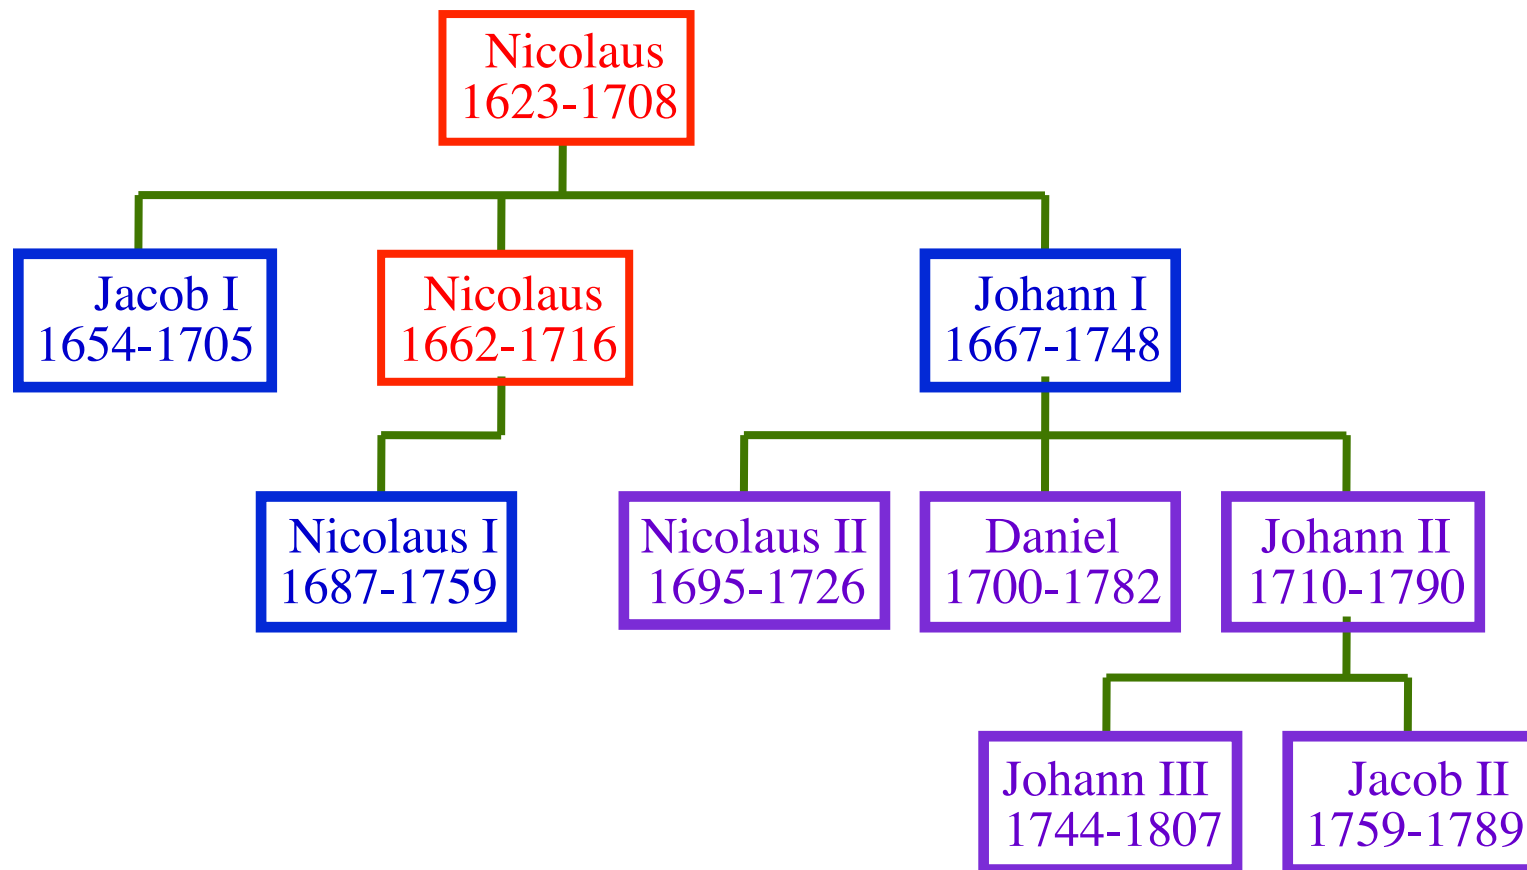 Nicolaus
1623-1708
Jacob I
1654-1705
Nicolaus
1662-1716
Johann I
1667-1748
Nicolaus I
1687-1759
Nicolaus II
1695-1726
Daniel
1700-1782
Johann II
1710-1790
Johann III
1744-1807
Jacob II
1759-1789